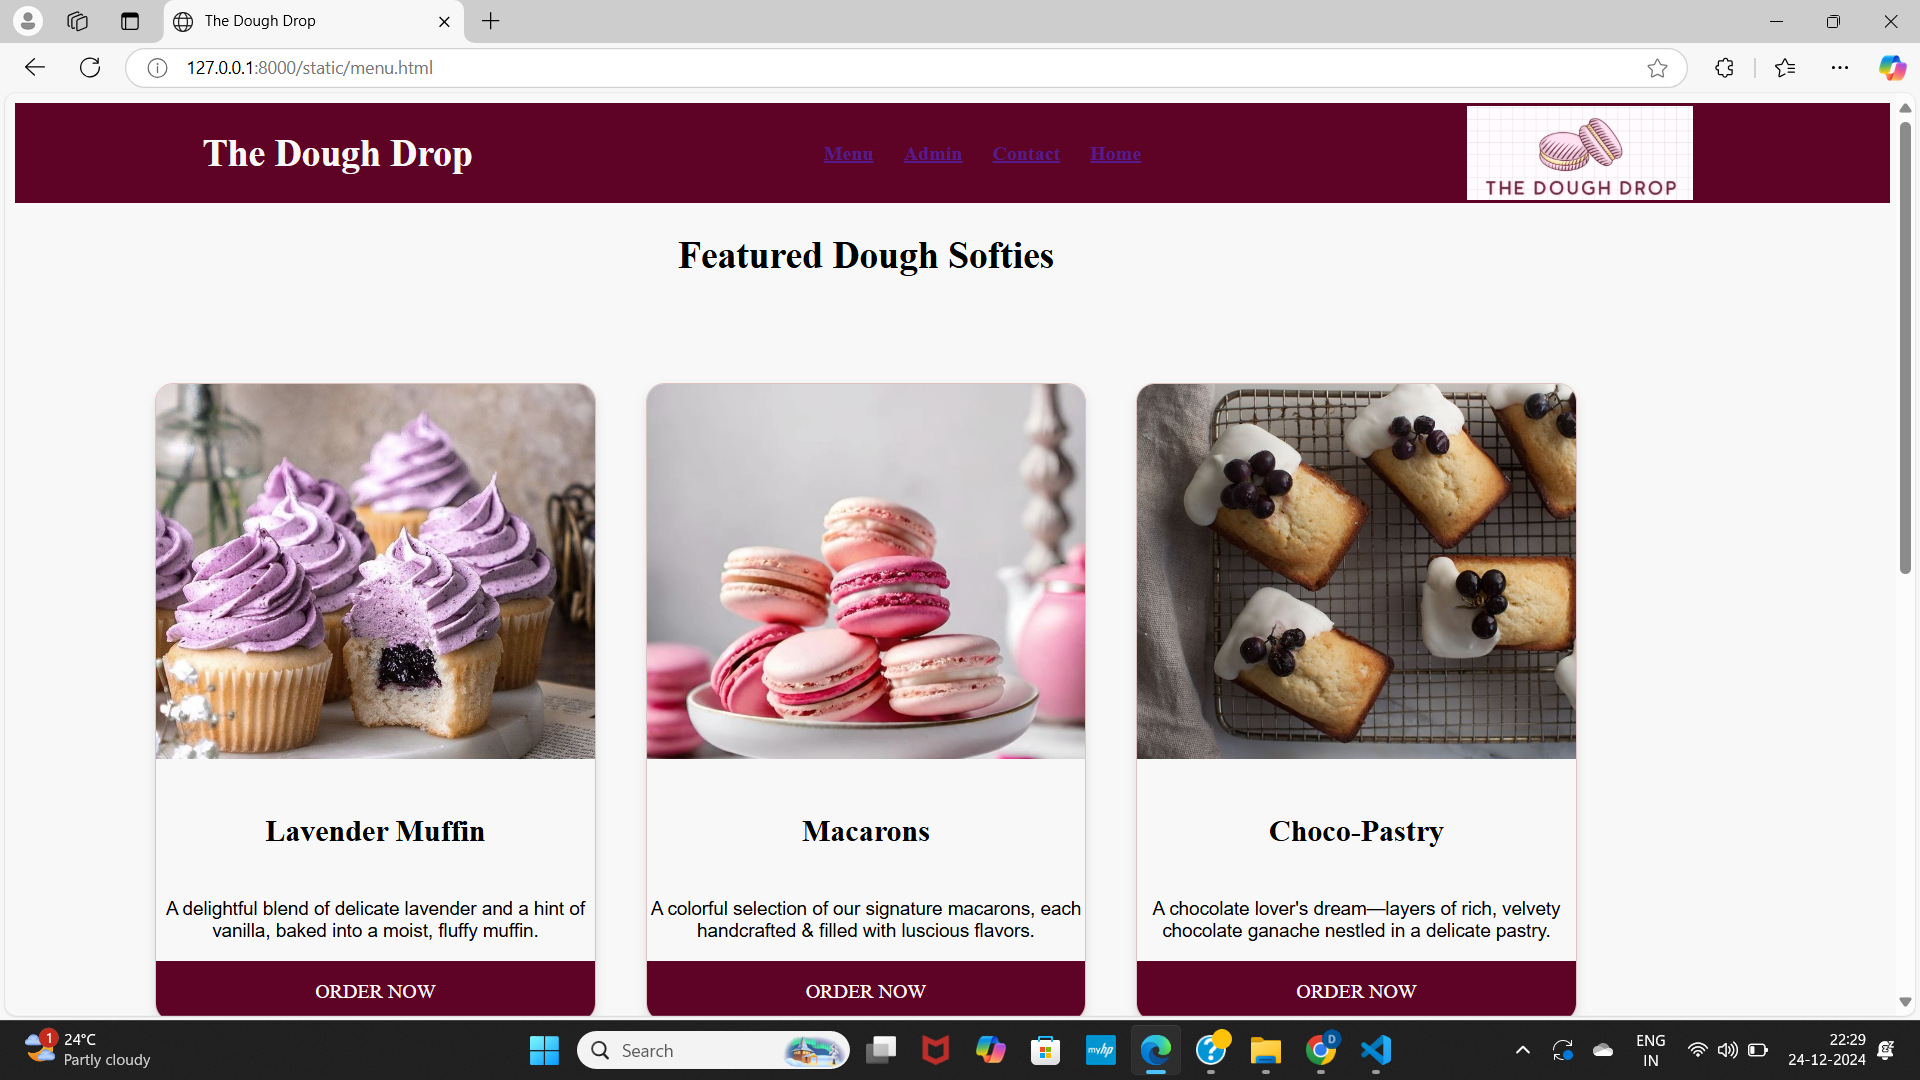 The Dough Drop
127.0.0.1:8000/static/menu.html
The Dough Drop
Menu Admin Contact Home
THE DOUGH DROP
Featured Dough Softies
Lavender Muffin
A delightful blend of delicate lavender and a hint of
vanilla, baked into a moist, fluffy muffin.
ORDER NOW
Macarons
A colorful selection of our signature macarons, each
handcrafted & filled with luscious flavors.
ORDER NOW
Choco-Pastry
A chocolate lover's dream—layers of rich, velvety
chocolate ganache nestled in a delicate pastry.
ORDER NOW
1
24°C
Partly cloudy
Search
myhp
D
ENG
IN
22:29
24-12-2024